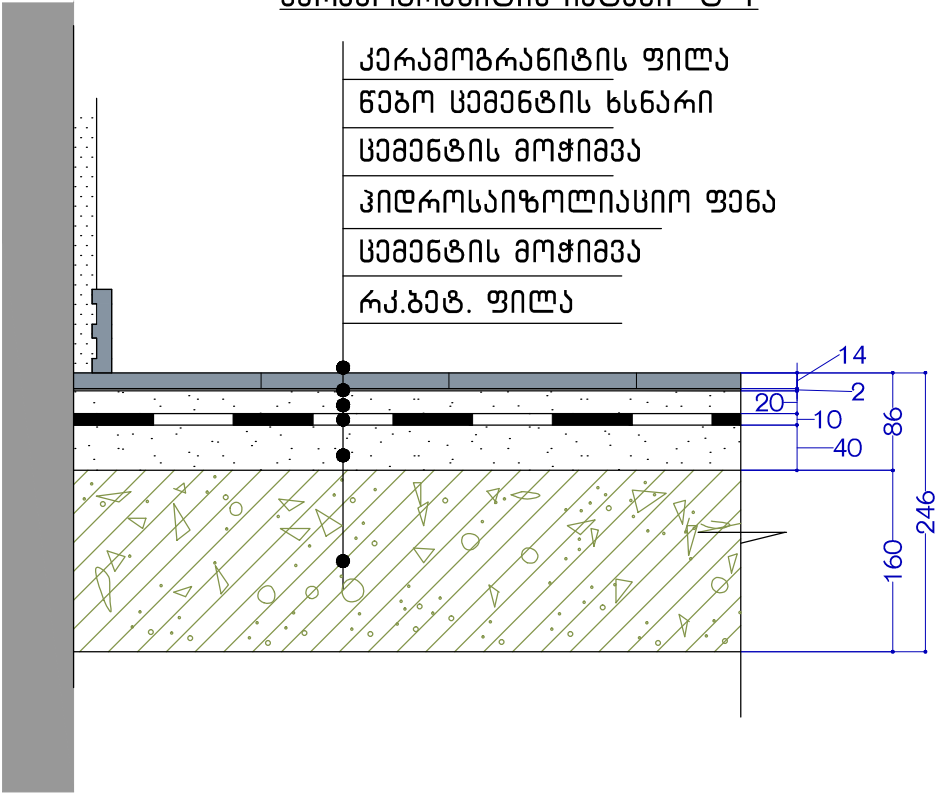 კერამოგრანიტის ფილა
წებო ცემენტის ხსნარი
ცემენტის მოჭიმვა
ჰიდროსაიზოლიაციო ფენა
ცემენტის მოჭიმვა
რკ.ბეტ. ფილა
14
2
20
10
86
40
246
160